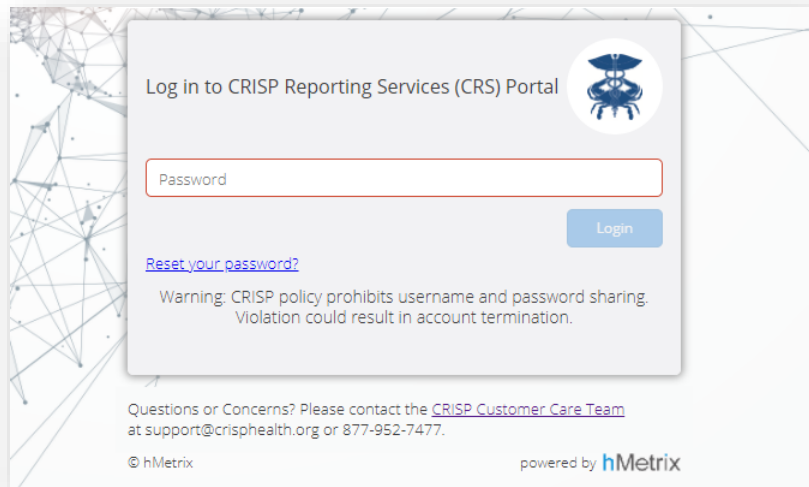 Log in to CRISP Reporting Services (CRS) Portal
Password
Login
Reset your password?
Warning: CRISP policy prohibits username and password sharing.
Violation could result in account termination.
Questions or Concerns? Please contact the CRISP Customer Care Team
at support@crisphealth.org or 877-952-7477.
© hMetrix
powered by hMetrix